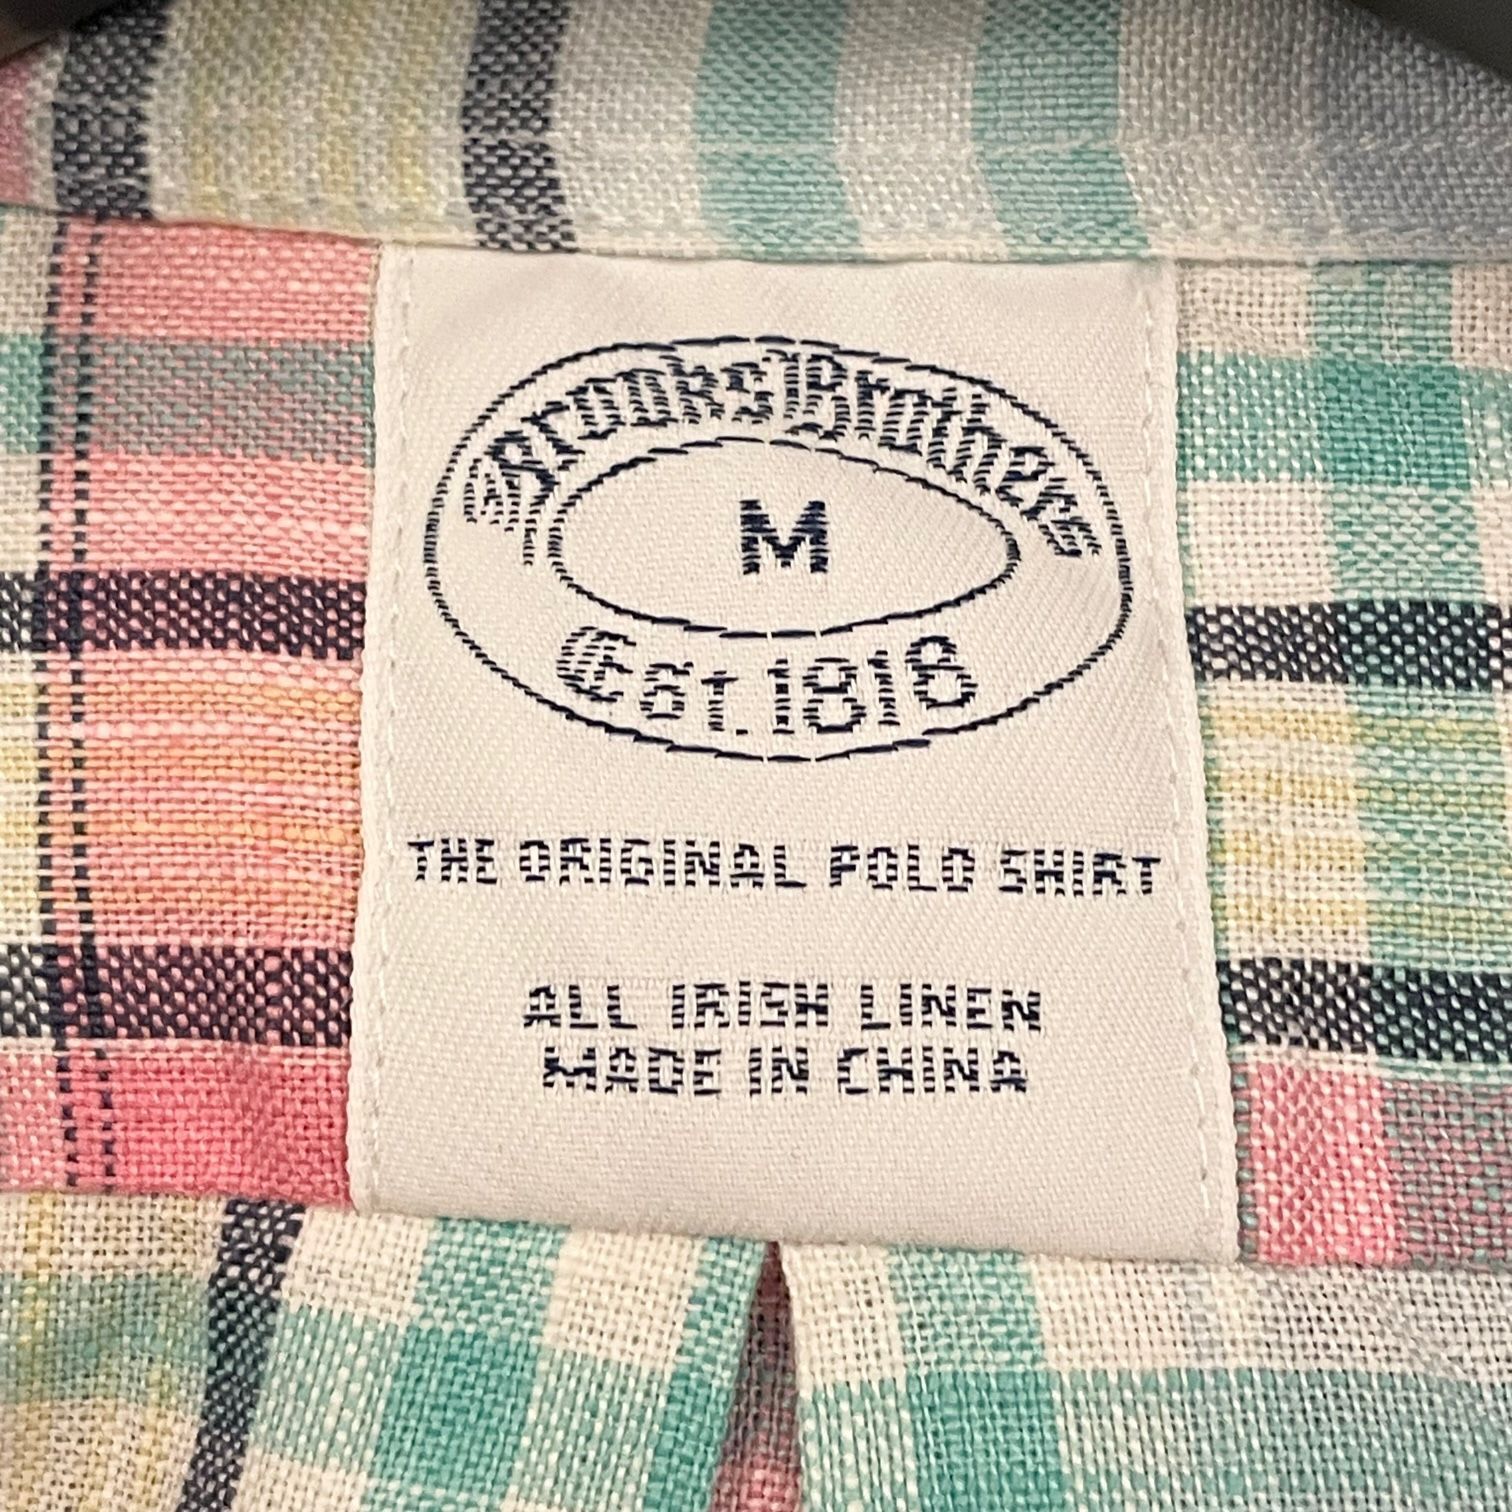 Brooks Brothers
M
Est. 1818
THE ORIGINAL POLO SHIRT
ALL IRISH LINEN
MADE IN CHINA